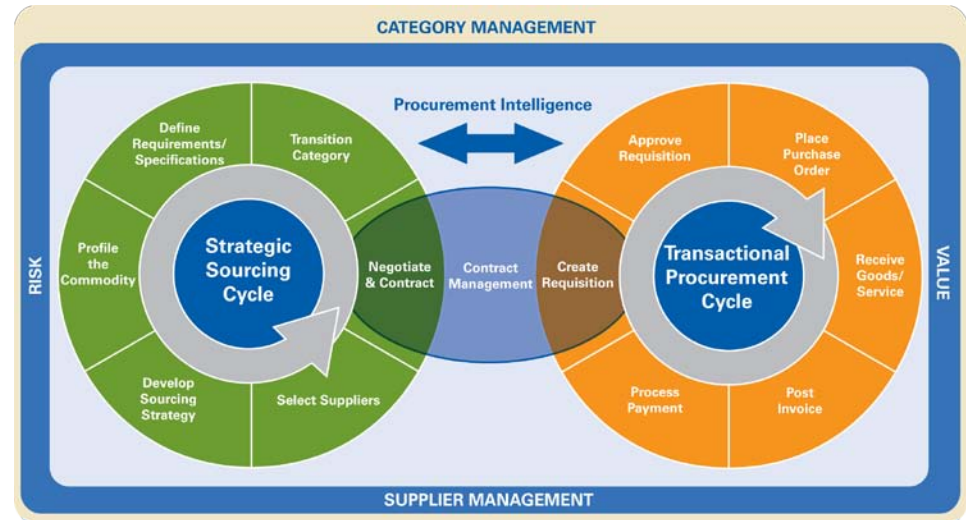 CATEGORY MANAGEMENT
Procurement Intelligence
RISK
Define
Requirements/
Specifications
Transition
Category
Profile
the
Commodity
Strategic
Sourcing
Cycle
Negotiate
& Contract
Develop
Sourcing
Strategy
Select Suppliers
Contract
Management
Create
Requisition
Approve
Requisition
Place
Purchase
Order
Transactional
Procurement
Cycle
Receive
Goods/
Service
Process
Payment
Post
Invoice
VALUE
SUPPLIER MANAGEMENT